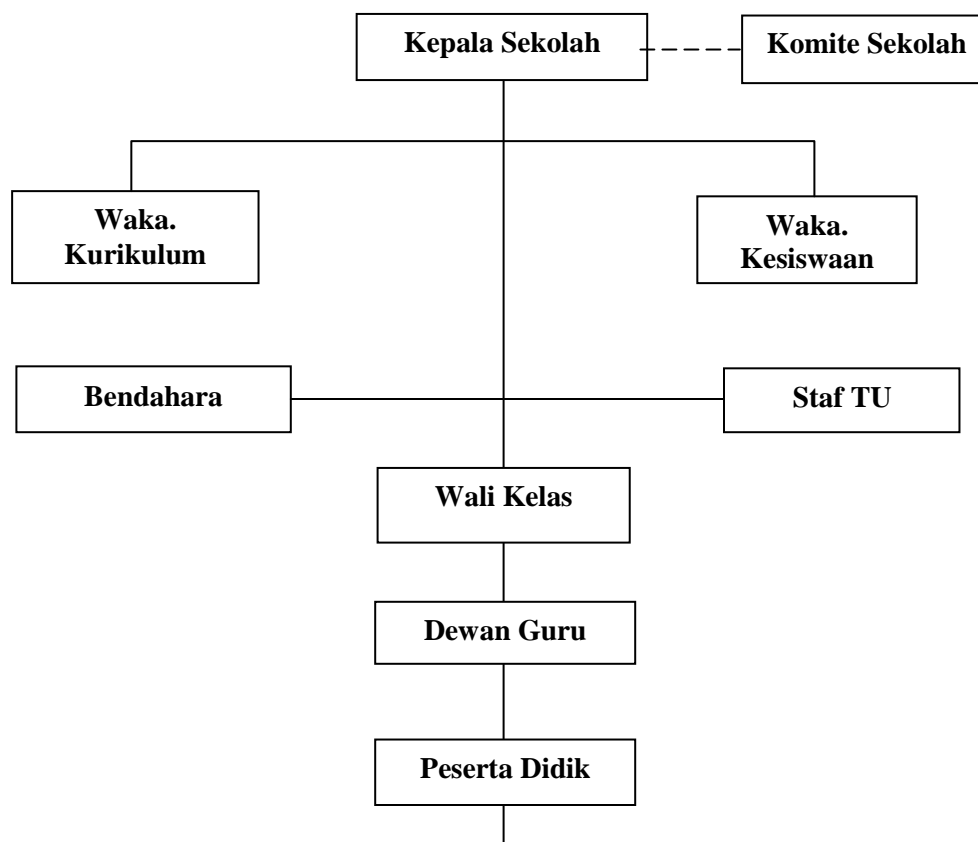 Kepala Sekolah
Komite Sekolah
Waka.
Kurikulum
Waka.
Kesiswaan
Bendahara
Staf TU
Wali Kelas
Dewan Guru
Peserta Didik